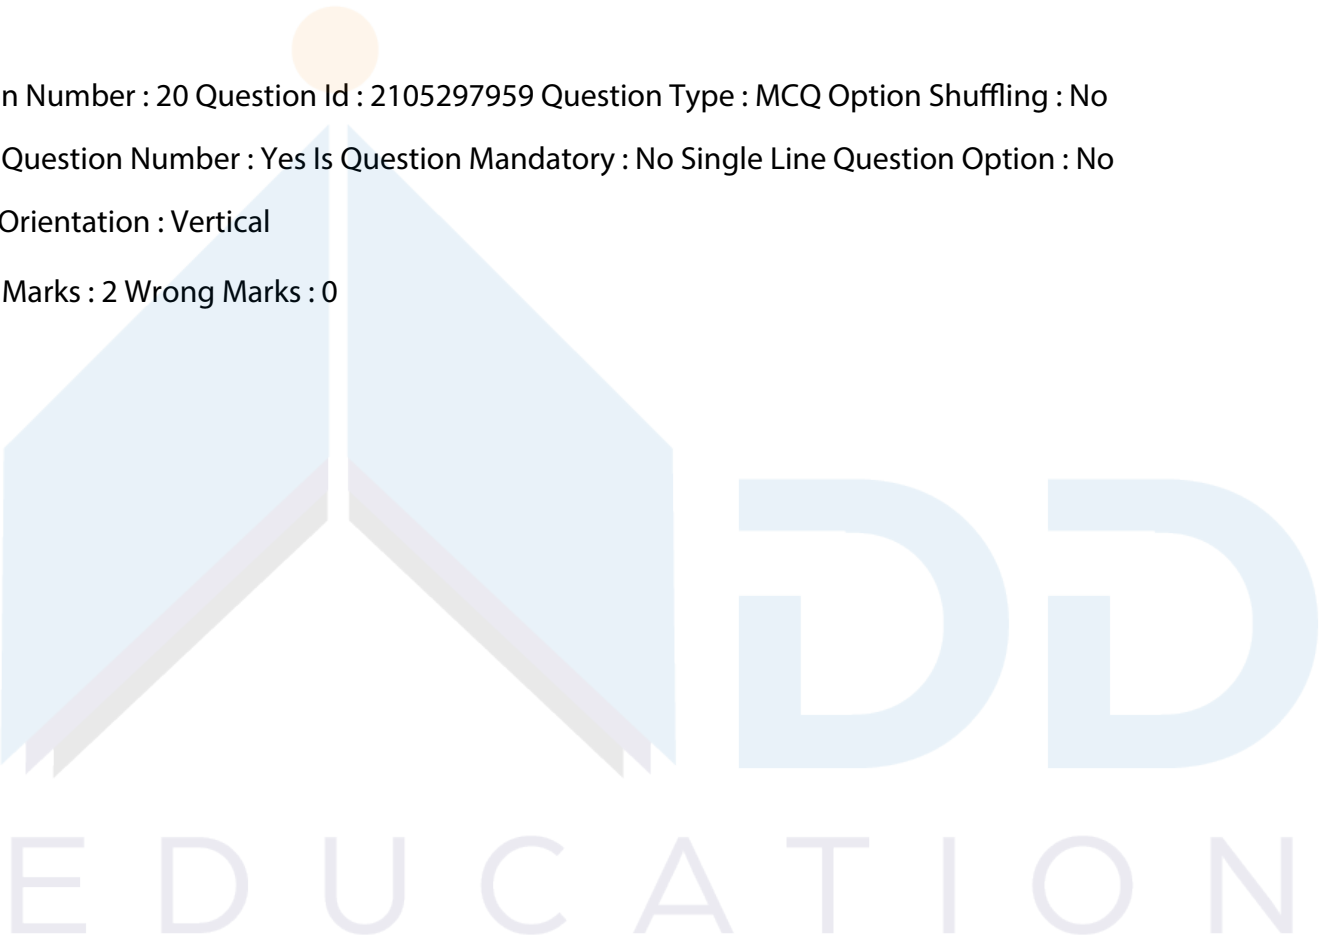 n Number : 20 Question Id : 2105297959 Question Type : MCQ Option Shuffling : No
Question Number : Yes Is Question Mandatory : No Single Line Question Option : No
Orientation : Vertical
Marks : 2 Wrong Marks : 0
DD
EDUCATION